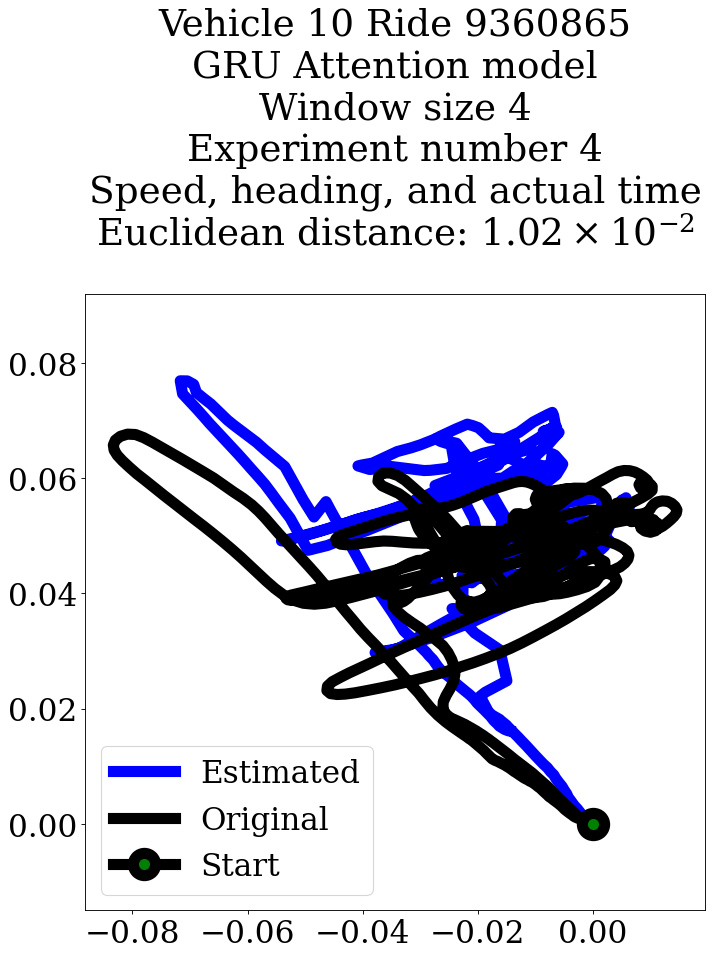 Vehicle 10 Ride 9360865
GRU Attention model
Window size 4
Experiment number 4
Speed, heading, and actual time
Euclidean distance: 1.02 × 10⁻²
0.08
0.06
0.04
0.02
0.00
Estimated
Original
Start
−0.08 −0.06 −0.04 −0.02 0.00